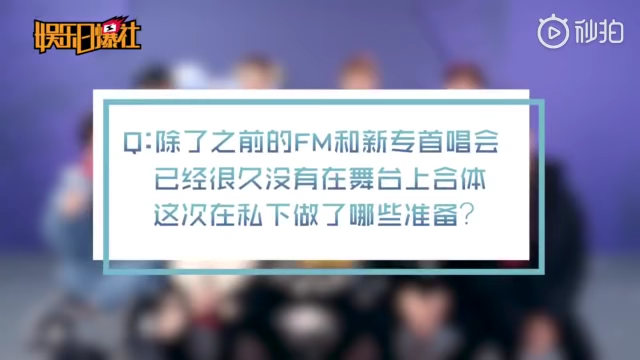 娱乐日爆社
秒拍
Q:除了之前的FM和新专首唱会
已经很久没有在舞台上合体
这次在私下做了哪些准备?